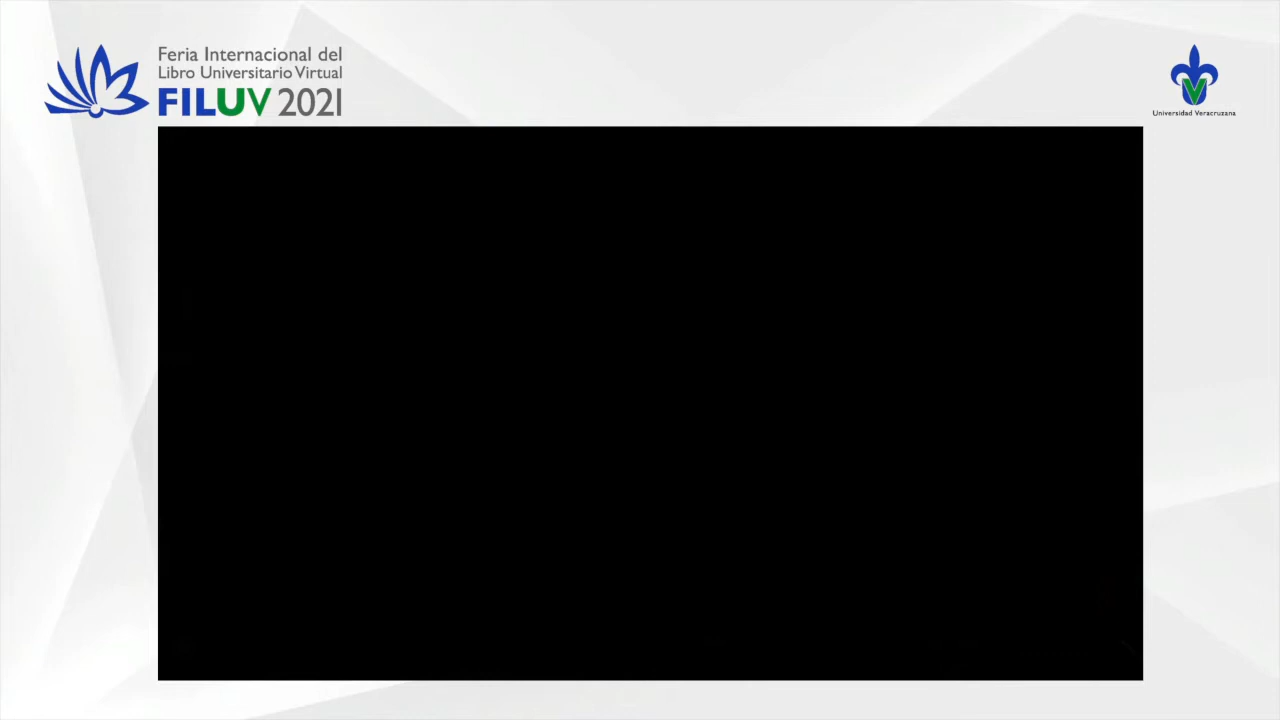 Feria Internacional del
Libro Universitario Virtual
FILUV 2021
Universidad Veracruzana